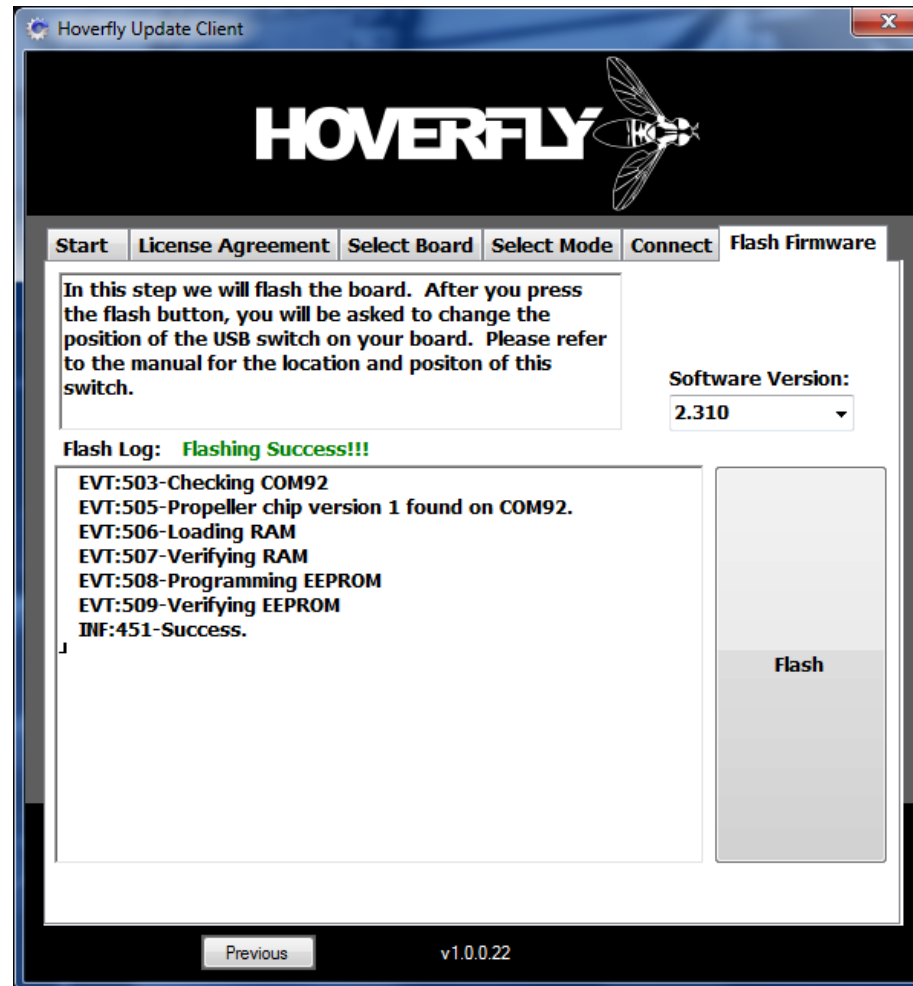 Hoverfly Update Client
X
HOVERFLY
Start License Agreement Select Board Select Mode Connect Flash Firmware
In this step we will flash the board.  After you press
the flash button, you will be asked to change the
position of the USB switch on your board.  Please refer
to the manual for the location and positon of this
switch.
Software Version:
2.310
Flash Log: Flashing Success!!!
EVT:503-Checking COM92
EVT:505-Propeller chip version 1 found on COM92.
EVT:506-Loading RAM
EVT:507-Verifying RAM
EVT:508-Programming EEPROM
EVT:509-Verifying EEPROM
INF:451-Success.
Flash
Previous
v1.0.0.22